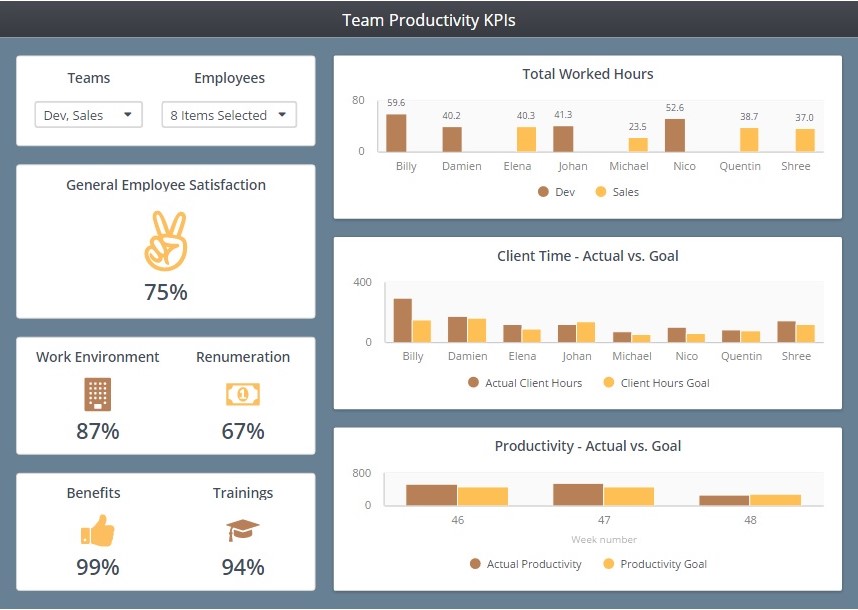 Team Productivity KPIs
Teams
Employees
Dev, Sales
8 Items Selected
General Employee Satisfaction
75%
Work Environment
Renumeration
1
87%
67%
Benefits
Trainings
99%
94%
Total Worked Hours
80
0
59.6
40.2
40.3
41.3
23.5
52.6
38.7
37.0
Billy
Damien
Elena
Johan
Michael
Nico
Quentin
Shree
Dev
Sales
Client Time - Actual vs. Goal
400
0
Billy
Damien
Elena
Johan
Michael
Nico
Quentin
Shree
Actual Client Hours
Client Hours Goal
Productivity - Actual vs. Goal
800
0
46
47
48
Week number
Actual Productivity
Productivity Goal